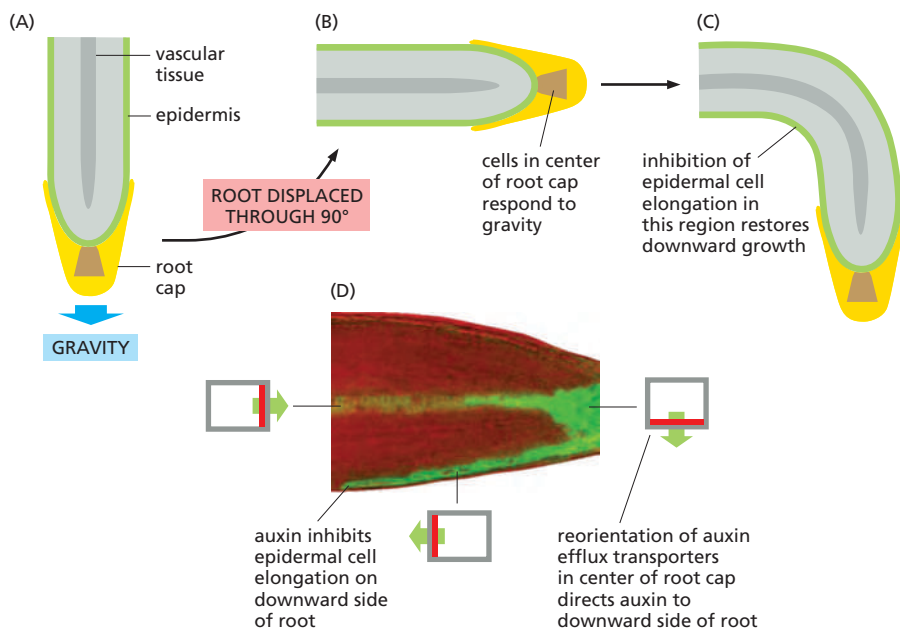 (A)
vascular
tissue
epidermis
root
cap
GRAVITY
ROOT DISPLACED
THROUGH 90°
(B)
cells in center
of root cap
respond to
gravity
(C)
inhibition of
epidermal cell
elongation in
this region restores
downward growth
(D)
auxin inhibits
epidermal cell
elongation on
downward side
of root
reorientation of auxin
efflux transporters
in center of root cap
directs auxin to
downward side of root